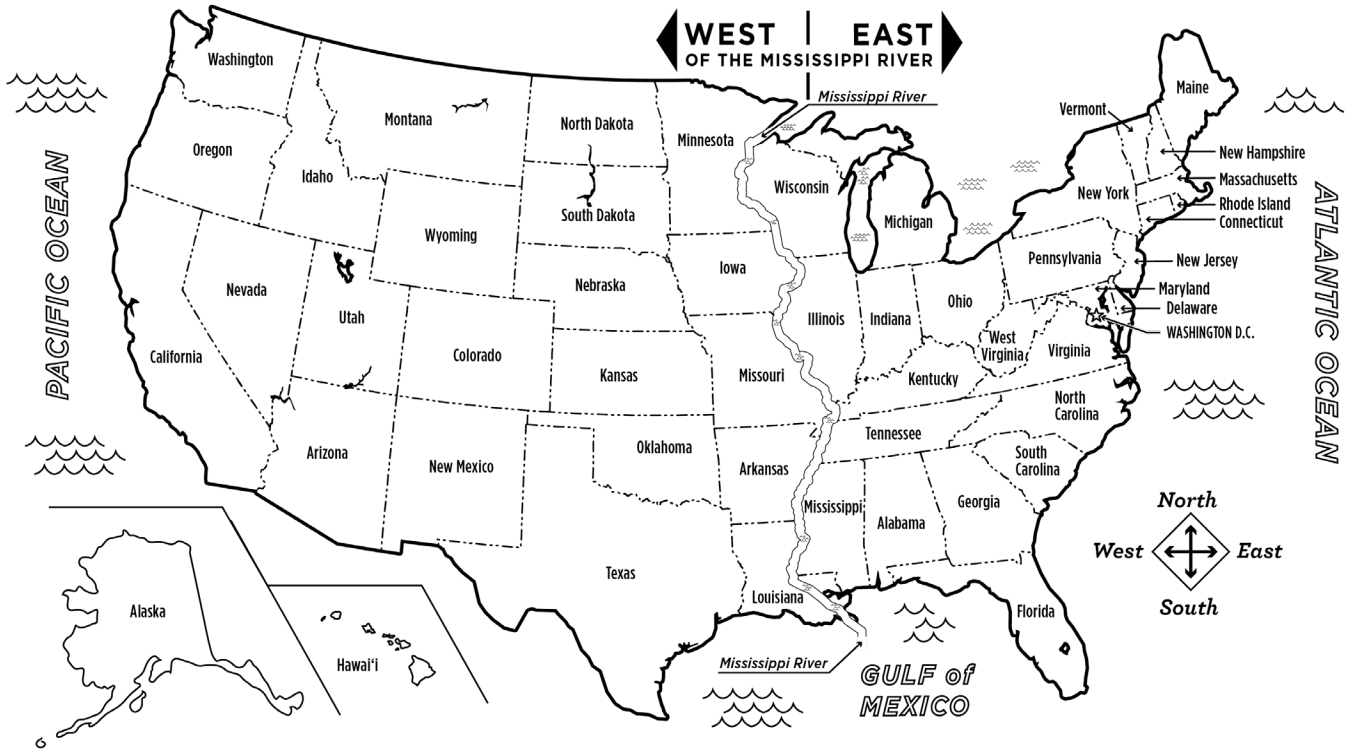 WEST | EAST
OF THE MISSISSIPPI RIVER
Mississippi River
Washington
Montana
North Dakota
Minnesota
Maine
Vermont
Oregon
Idaho
New Hampshire
South Dakota
Wisconsin
New York
Massachusetts
Rhode Island
Connecticut
Wyoming
Michigan
PACIFIC OCEAN
ATLANTIC OCEAN
Nebraska
Iowa
Pennsylvania
New Jersey
Nevada
Utah
Illinois
Indiana
Ohio
Maryland
Delaware
WASHINGTON D.C.
California
Colorado
Kansas
Missouri
West
Virginia
Virginia
Kentucky
North
Carolina
Arizona
New Mexico
Oklahoma
Arkansas
Tennessee
South
Carolina
Mississippi
Alabama
Georgia
North
West
East
South
Texas
Louisiana
Florida
Alaska
Hawai‘i
Mississippi River
GULF of
MEXICO